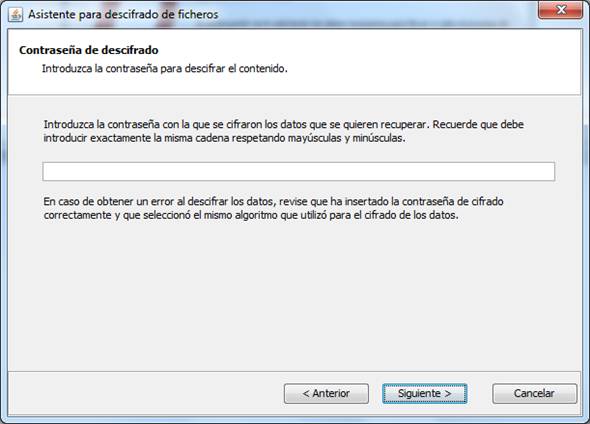 Asistente para descifrado de ficheros
Contraseña de descifrado
Introduzca la contraseña para descifrar el contenido.
Introduzca la contraseña con la que se cifraron los datos que se quieren recuperar. Recuerde que debe
introducir exactamente la misma cadena respetando mayúsculas y minúsculas.
En caso de obtener un error al descifrar los datos, revise que ha insertado la contraseña de cifrado
correctamente y que seleccionó el mismo algoritmo que utilizó para el cifrado de los datos.
< Anterior
Siguiente >
Cancelar